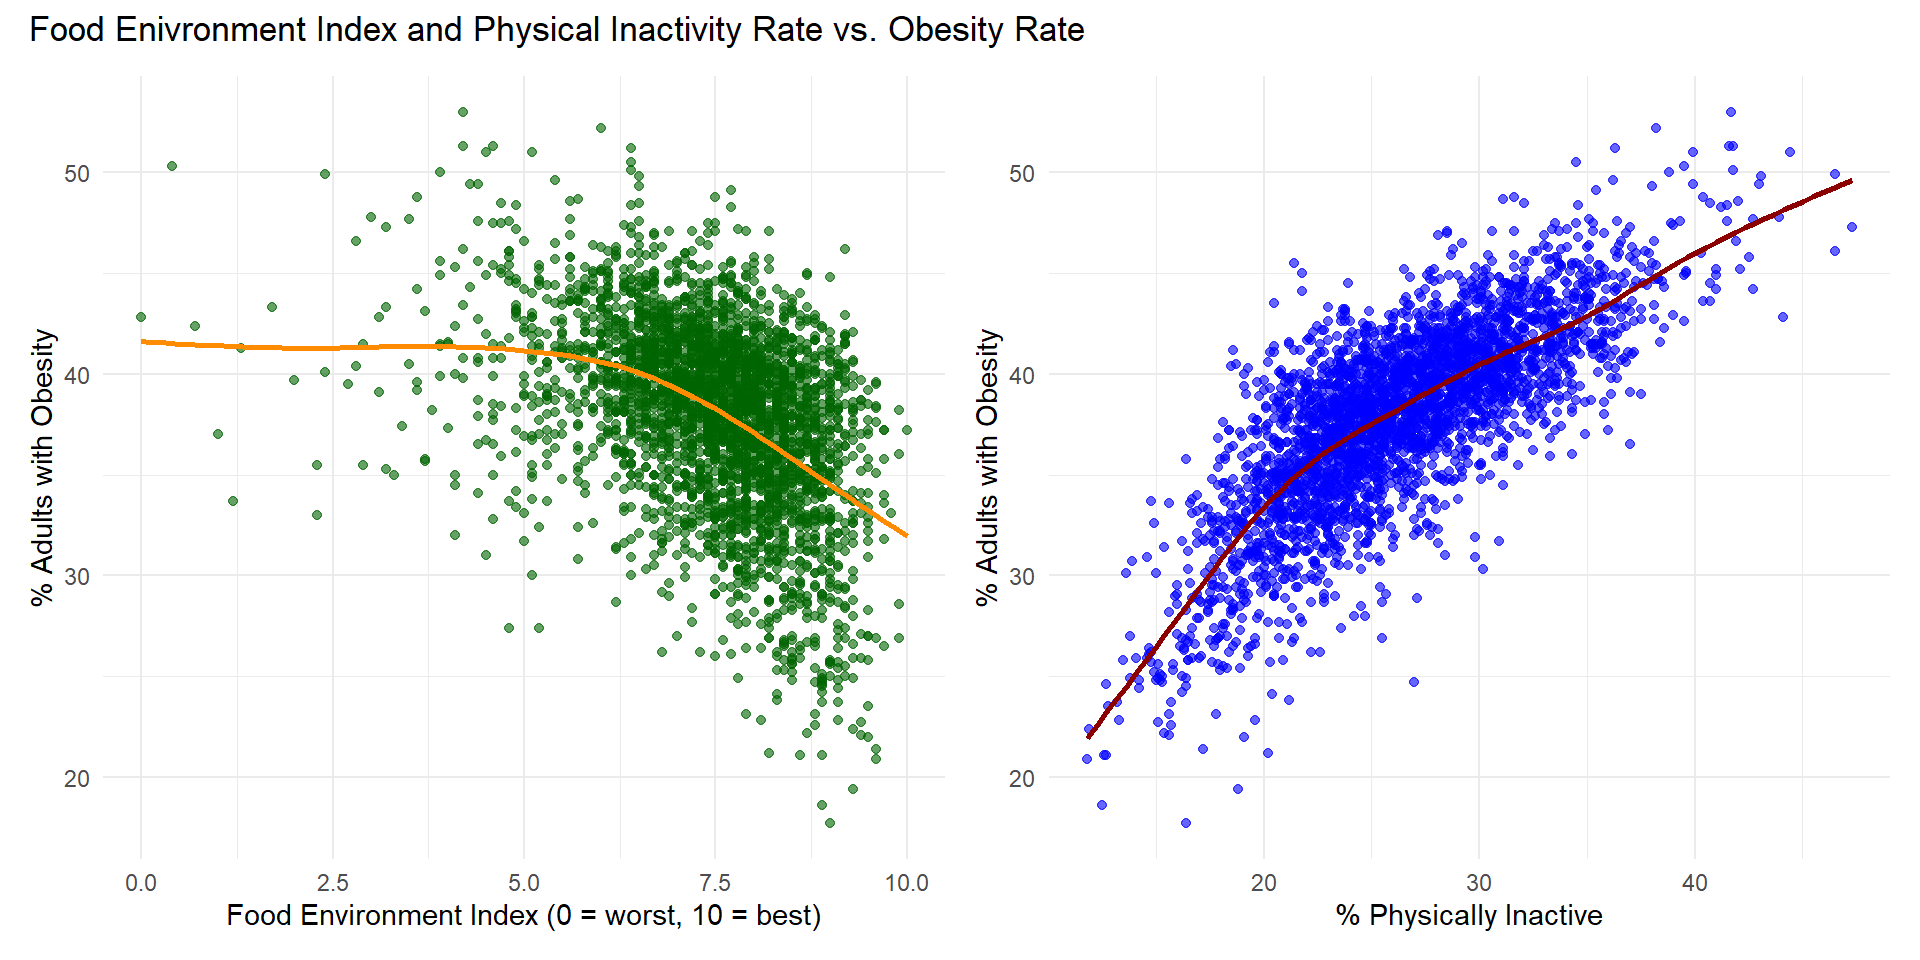 Food Enivronment Index and Physical Inactivity Rate vs. Obesity Rate
% Adults with Obesity
50
40
30
20
0.0 2.5 5.0 7.5 10.0
Food Environment Index (0 = worst, 10 = best)
% Adults with Obesity
50
40
30
20
20 30 40
% Physically Inactive